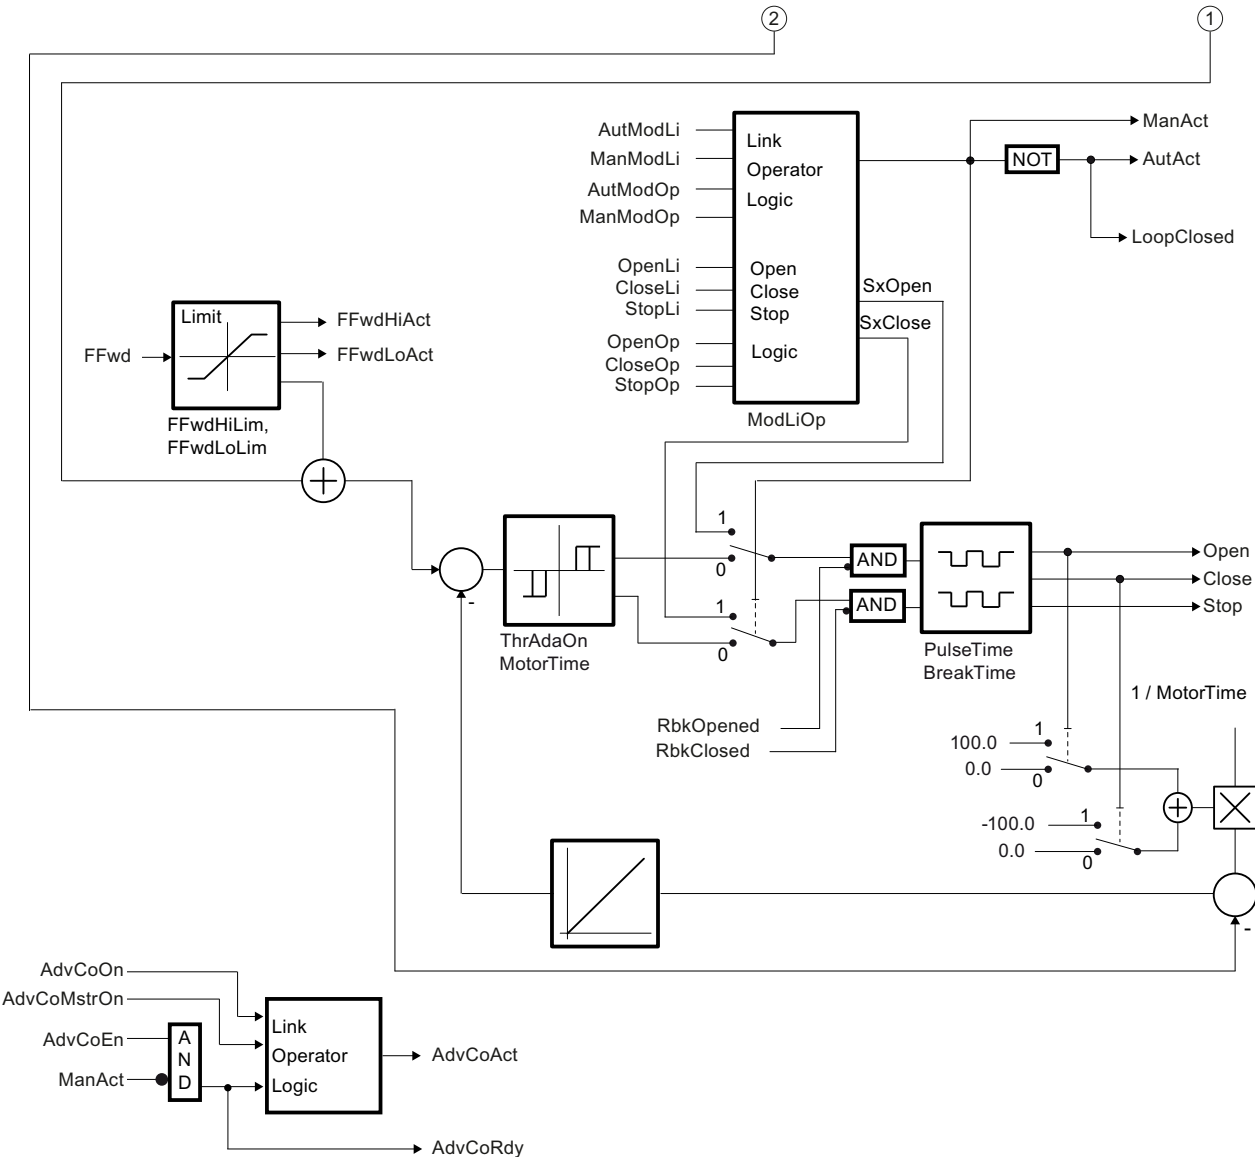 2
1
AutModLi
ManModLi
AutModOp
ManModOp
OpenLi
CloseLi
StopLi
OpenOp
CloseOp
StopOp
Link
Operator
Logic
Open
Close
Stop
Logic
ModLiOp
SxOpen
SxClose
ManAct
NOT
AutAct
LoopClosed
FFwd
Limit
FFwdHiAct
FFwdLoAct
FFwdHiLim,
FFwdLoLim
-
ThrAdaOn
MotorTime
1
0
1
0
AND
AND
PulseTime
BreakTime
Open
Close
Stop
RbkOpened
RbkClosed
1 / MotorTime
100.0
1
0.0
0
-100.0
1
0.0
0
-
AdvCoOn
AdvCoMstrOn
AdvCoEn
ManAct
A
N
D
Link
Operator
Logic
AdvCoAct
AdvCoRdy